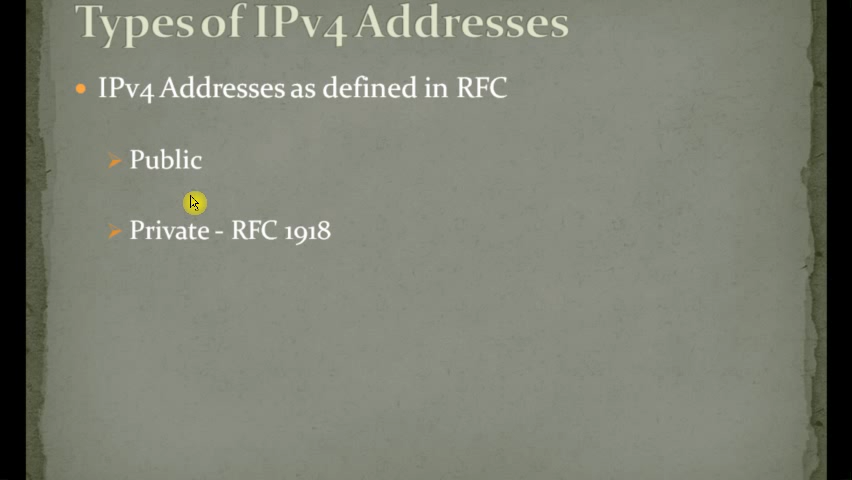 Types of IPv4 Addresses
IPv4 Addresses as defined in RFC
Public
Private - RFC 1918